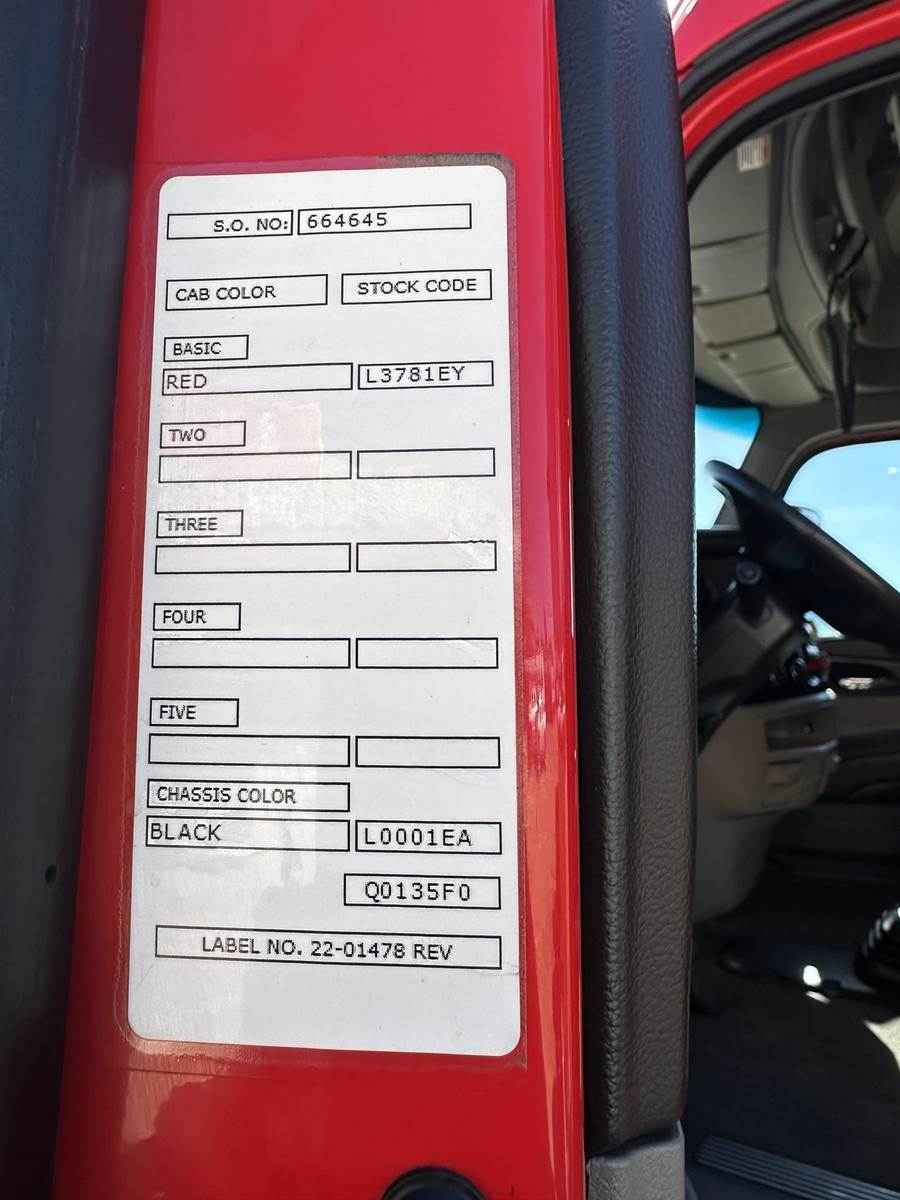 S.O. NO: 664645
CAB COLOR STOCK CODE
BASIC
RED L3781EY
TWO
THREE
FOUR
FIVE
CHASSIS COLOR
BLACK L0001EA
Q0135F0
LABEL NO. 22-01478 REV